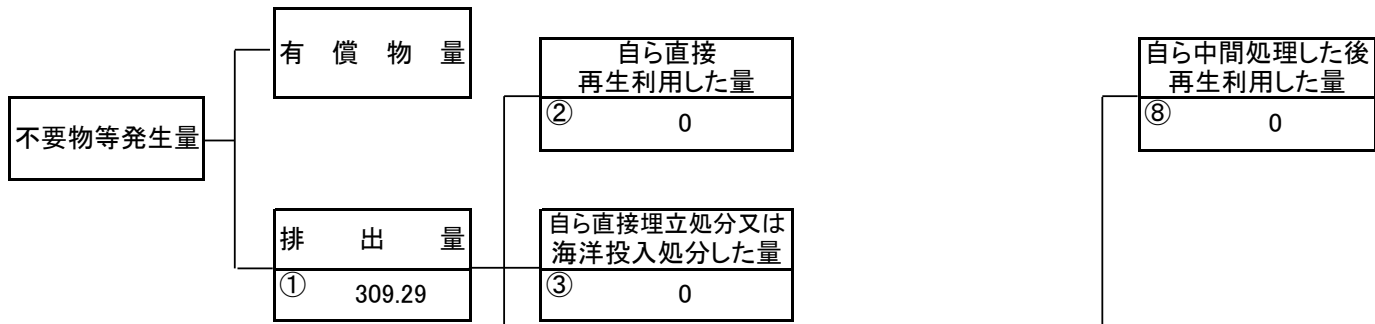 有償物量
自ら直接
再生利用した量
②
0
自ら中間処理した後
再生利用した量
⑧
0
不要物等発生量
排出量
①
309.29
自ら直接埋立処分又は
海洋投入処分した量
③
0